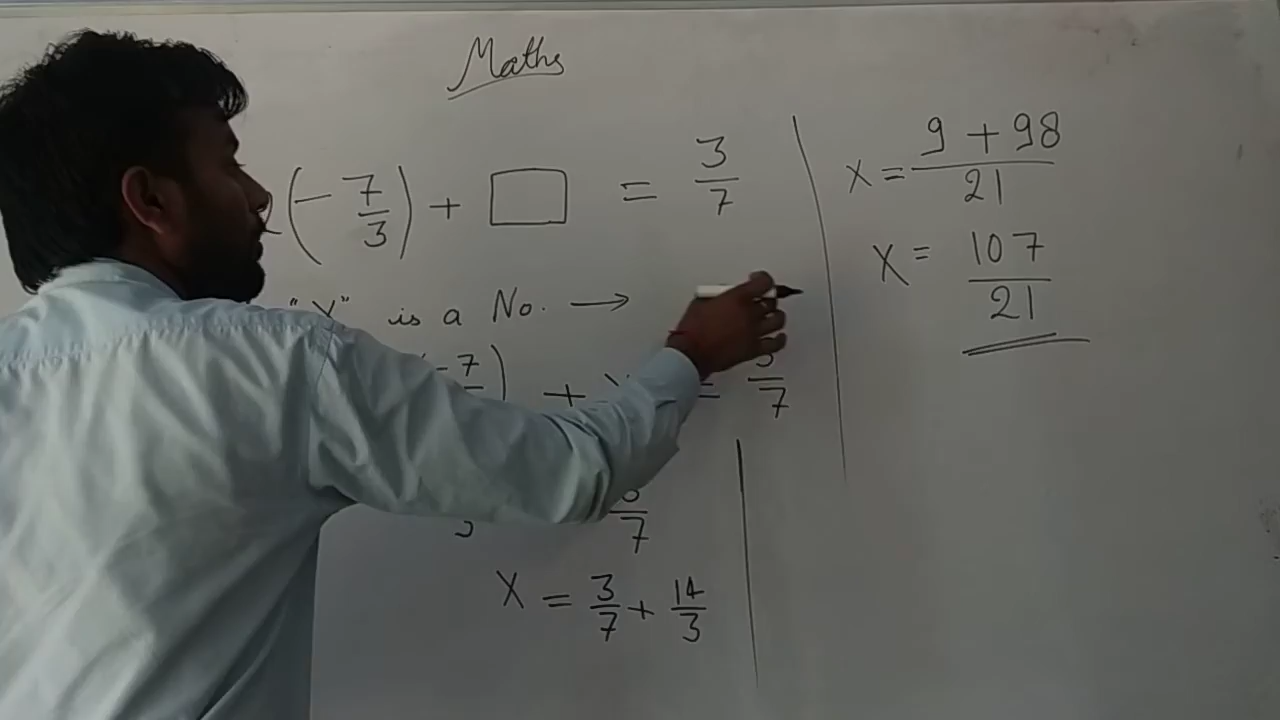 Maths
(- 7/3) + □ = 3/7
"X" is a No. →
- 7 ) + = 3/7
/7
X = 3/7 + 14/3
x = 9 + 98 / 21
X = 107 / 21